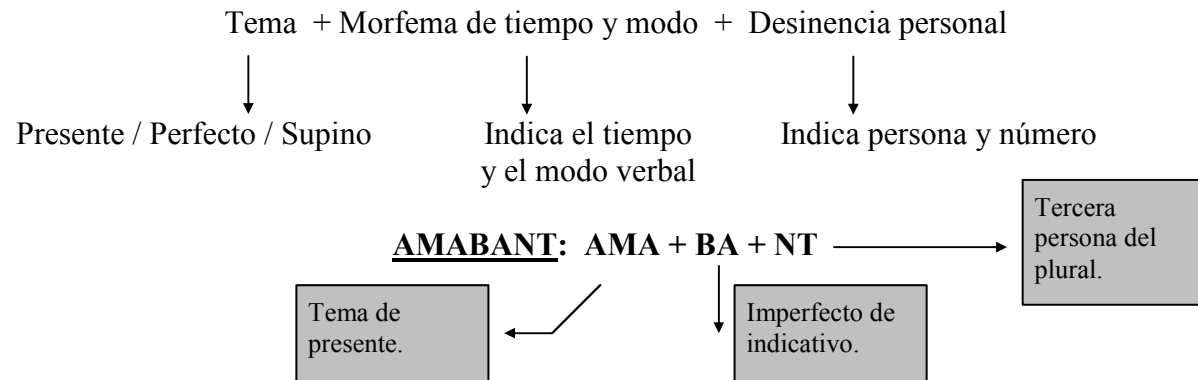 Tema + Morfema de tiempo y modo + Desinencia personal
Presente / Perfecto / Supino
Indica el tiempo
y el modo verbal
Indica persona y número
AMABANT: AMA + BA + NT
Tercera
persona del
plural.
Tema de
presente.
Imperfecto de
indicativo.